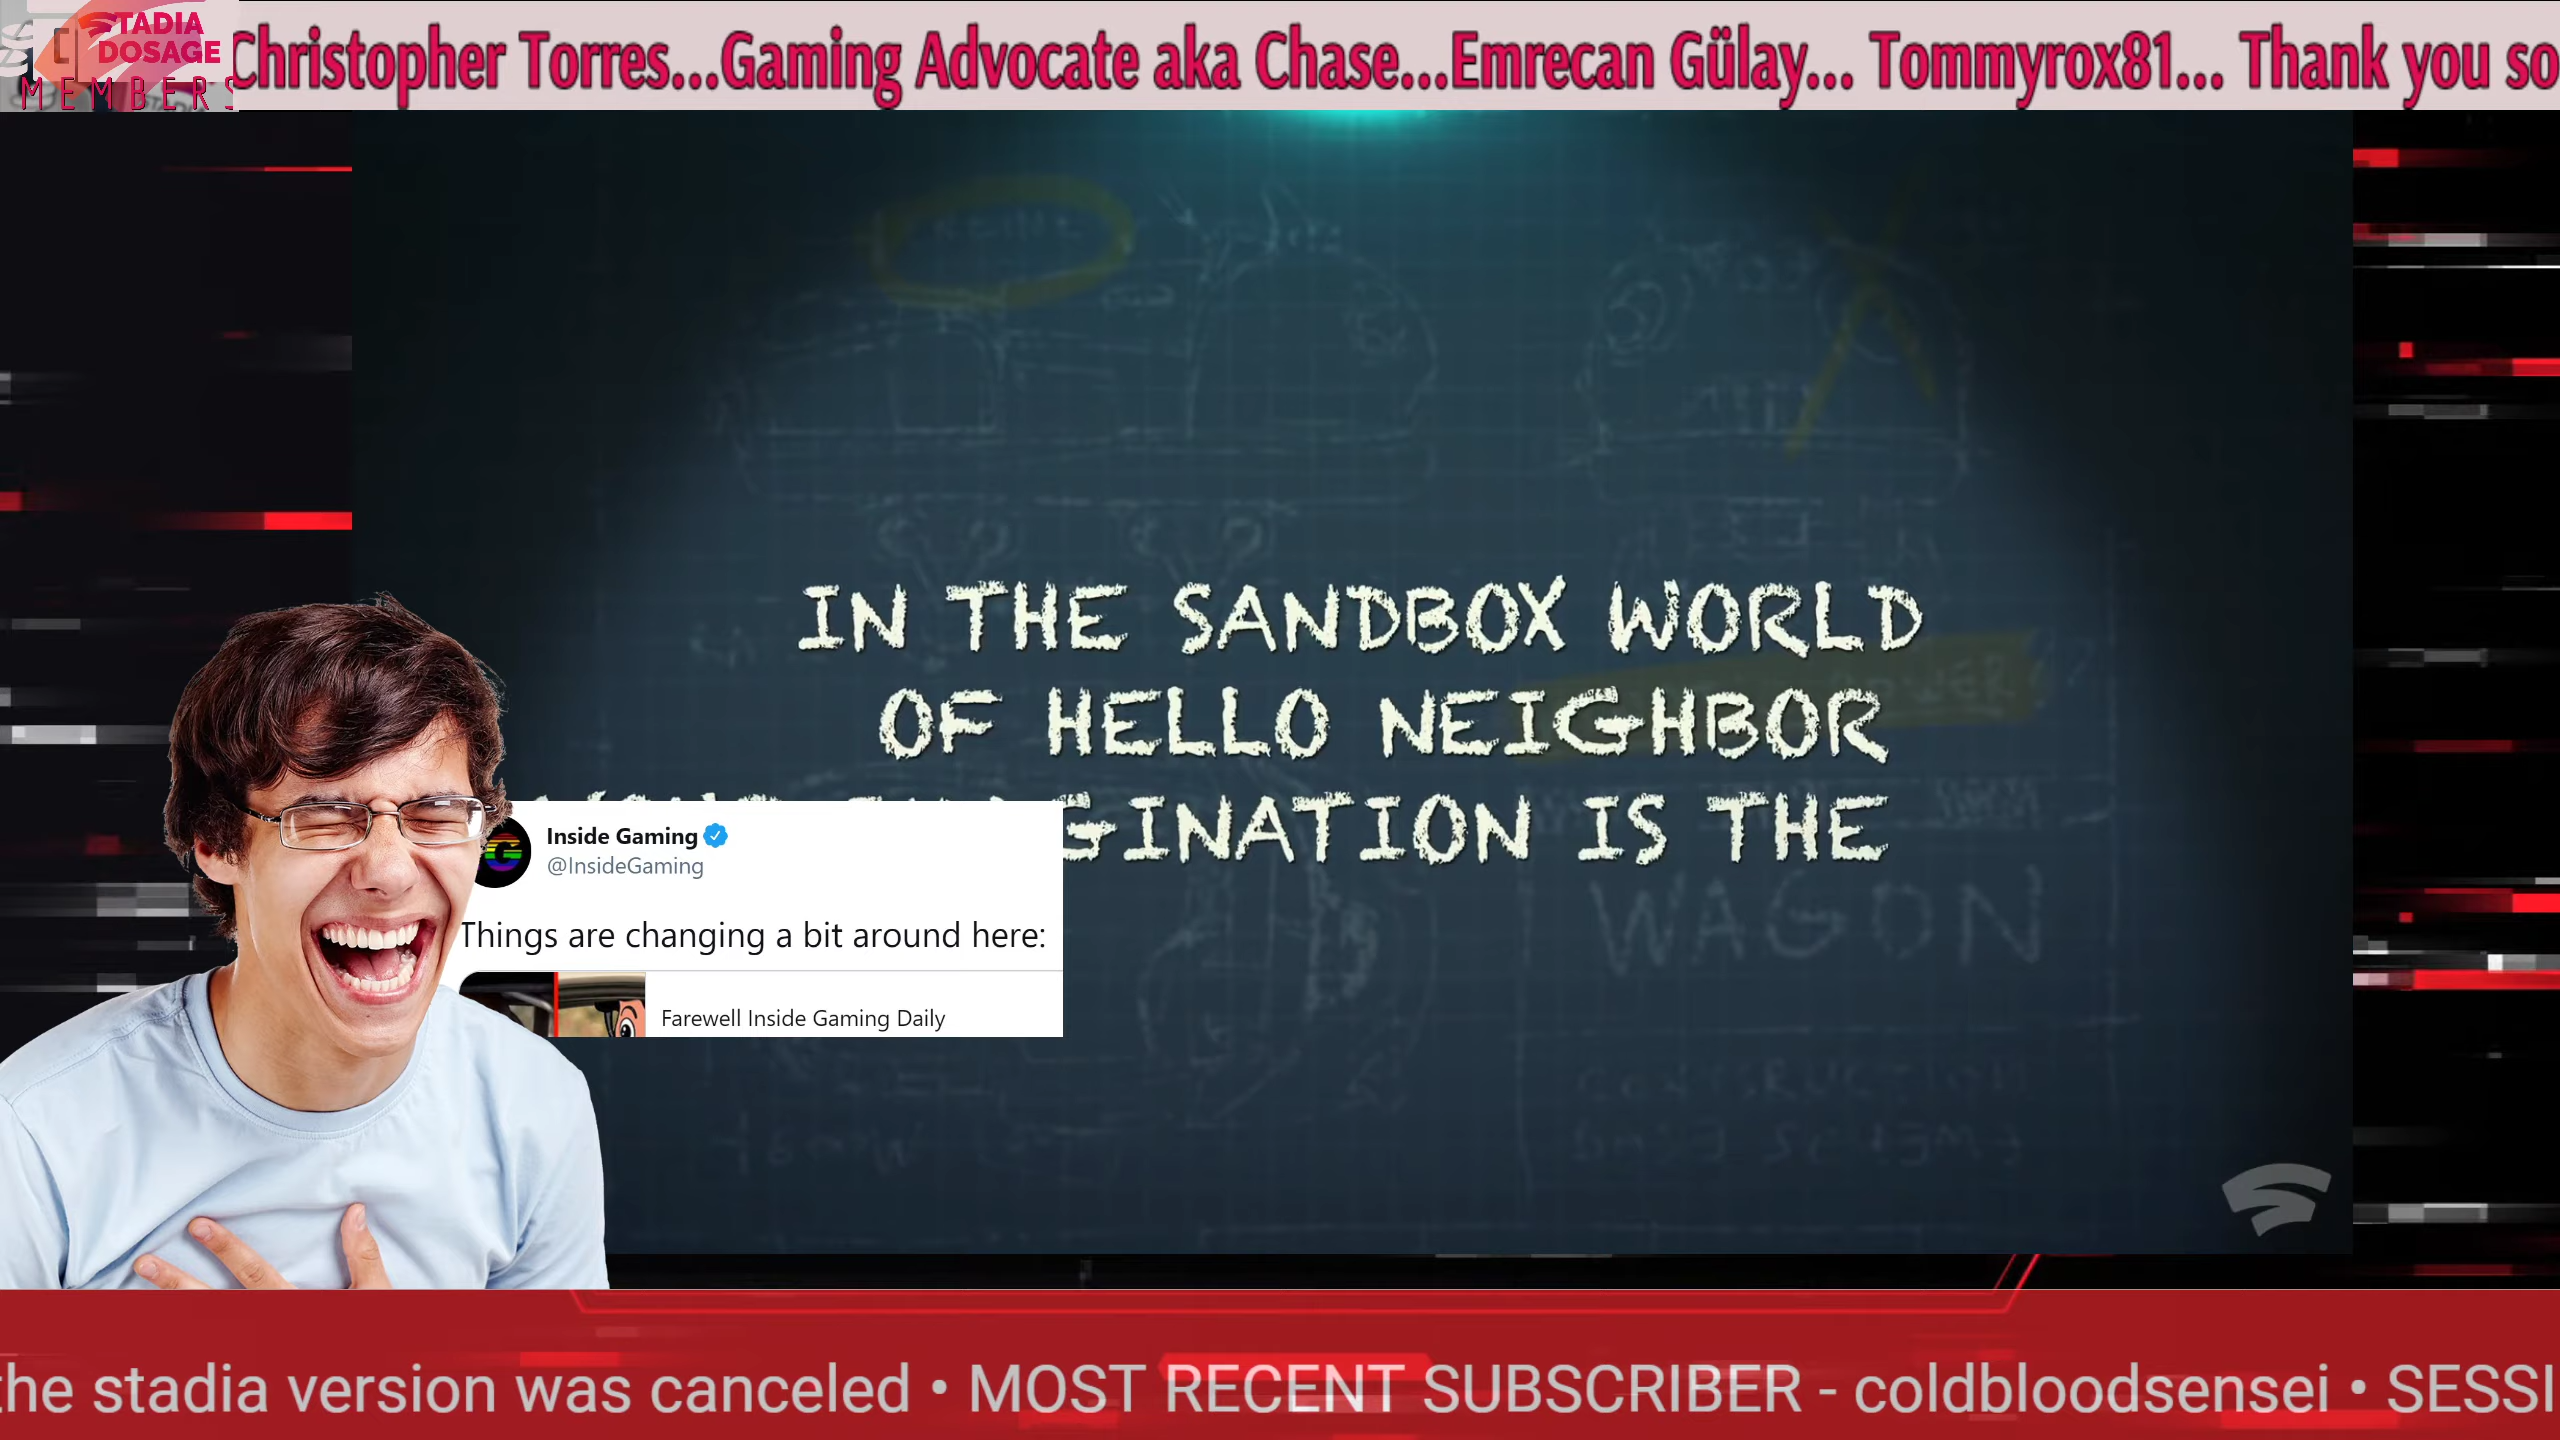 STADIA
DOSAGE
MEMBERS
Christopher Torres...Gaming Advocate aka Chase...Emrecan Gülay... Tommyrox81... Thank you so
IN THE SANDBOX WORLD
OF HELLO NEIGHBOR
GINATION IS THE
Inside Gaming
@InsideGaming
Things are changing a bit around here:
Farewell Inside Gaming Daily
WAGON
the stadia version was canceled • MOST RECENT SUBSCRIBER - coldbloodsensei • SESSI